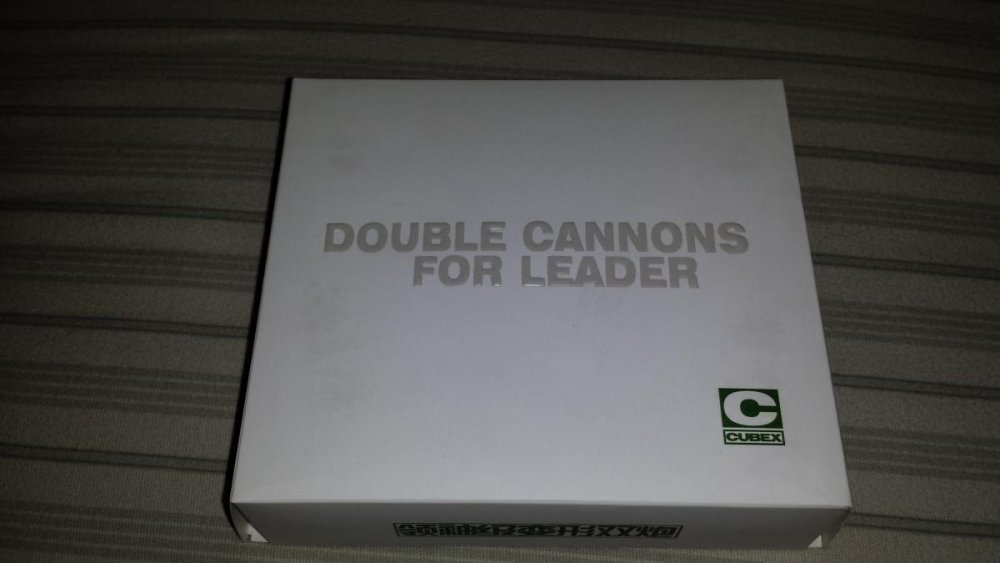 DOUBLE CANNONS
FOR LEADER
C
CUBEX